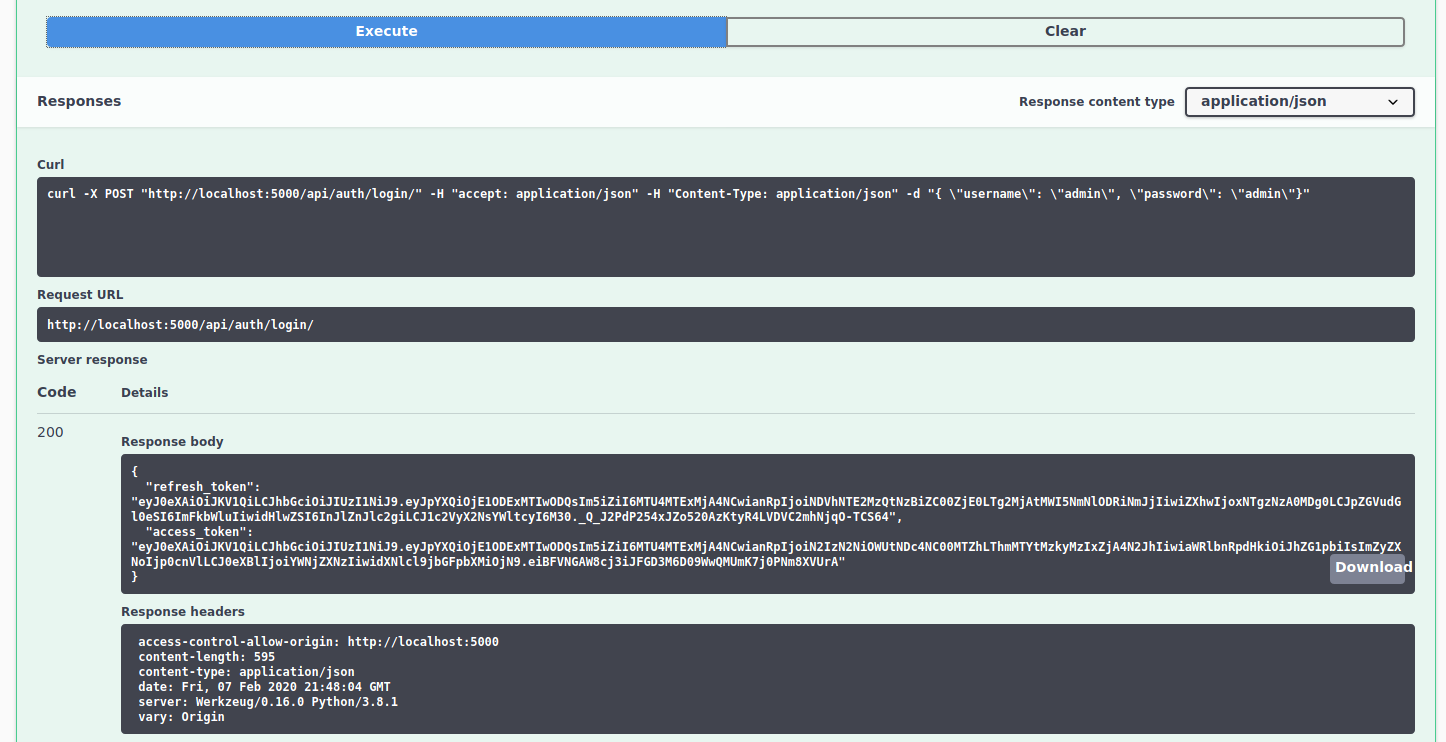 Execute
Clear
Responses
Response content type
application/json
Curl
curl -X POST "http://localhost:5000/api/auth/login/" -H "accept: application/json" -H "Content-Type: application/json" -d "{ \"username\": \"admin\", \"password\": \"admin\"}"
Request URL
http://localhost:5000/api/auth/login/
Server response
Code
Details
200
Response body
{
"refresh_token":
"eyJ0eXAiOiJKV1QiLCJhbGciOiJIUzI1NiJ9.eyJpYXQiOjE1ODExMTIwODQsIm5iZiI6MTU4MTExMjA4NCwianRpIjoiNDVhNTE2MzQtNzBiZC00ZjE0LTg2MjAtMWI5NmNlODRiNmJjIiwiZXhwIjoxNTgzNzA0MDg0LCJpZGVudG
l0eSI6ImFkbWluIiwidHlwZSI6InJlZnJlc2giLCJ1c2VyX2NsYWltcyI6M30._Q_J2PdP254xJZo520AzKtyR4LVDVC2mhNjqO-TCS64",
"access_token":
"eyJ0eXAiOiJKV1QiLCJhbGciOiJIUzI1NiJ9.eyJpYXQiOjE1ODExMTIwODQsIm5iZiI6MTU4MTExMjA4NCwianRpIjoiN2IzN2NiOWUtNDc4NC00MTZhLThmMTYtMzkyMzIxZjA4N2JhIiwiaWRlbnRpdHkiOiJhZG1pbiIsImZyZX
NoIjp0cnVlLCJ0eXBlIjoiYWNjZXNzIiwidXNlcl9jbGFpbXMiOjN9.eiBFVNGAW8cj3iJFGD3M6D09WwQMUmK7j0PNm8XVUrA"
}
Download
Response headers
access-control-allow-origin: http://localhost:5000
content-length: 595
content-type: application/json
date: Fri, 07 Feb 2020 21:48:04 GMT
server: Werkzeug/0.16.0 Python/3.8.1
vary: Origin